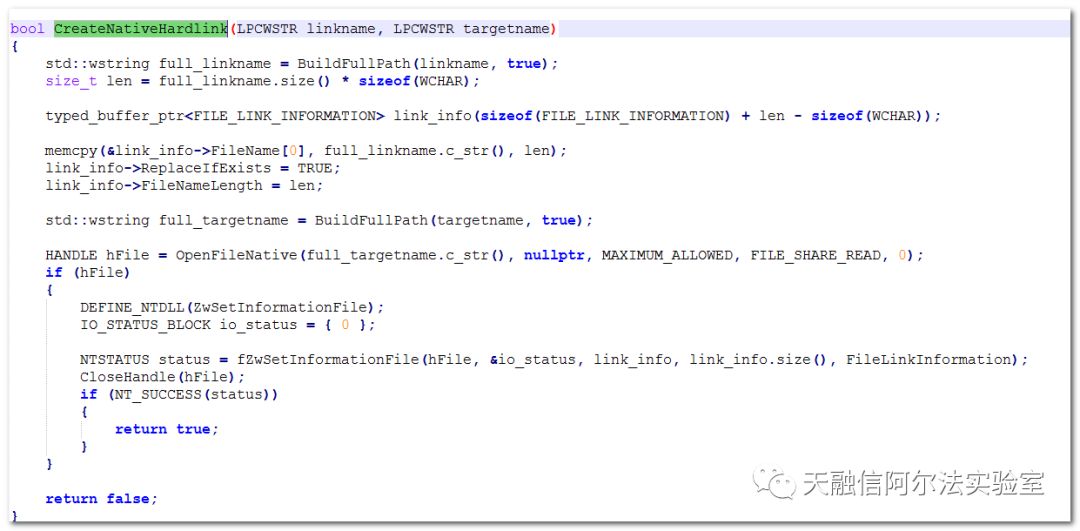 bool CreateNativeHardlink(LPCWSTR linkname, LPCWSTR targetname)
{
    std::wstring full_linkname = BuildFullPath(linkname, true);
    size_t len = full_linkname.size() * sizeof(WCHAR);

    typed_buffer_ptr<FILE_LINK_INFORMATION> link_info(sizeof(FILE_LINK_INFORMATION) + len - sizeof(WCHAR));

    memcpy(&link_info->FileName[0], full_linkname.c_str(), len);
    link_info->ReplaceIfExists = TRUE;
    link_info->FileNameLength = len;

    std::wstring full_targetname = BuildFullPath(targetname, true);

    HANDLE hFile = OpenFileNative(full_targetname.c_str(), nullptr, MAXIMUM_ALLOWED, FILE_SHARE_READ, 0);
    if (hFile)
    {
        DEFINE_NTDLL(ZwSetInformationFile);
        IO_STATUS_BLOCK io_status = { 0 };

        NTSTATUS status = fZwSetInformationFile(hFile, &io_status, link_info, link_info.size(), FileLinkInformation);
        CloseHandle(hFile);
        if (NT_SUCCESS(status))
        {
            return true;
        }
    }

    return false;
}
天融信阿尔法实验室